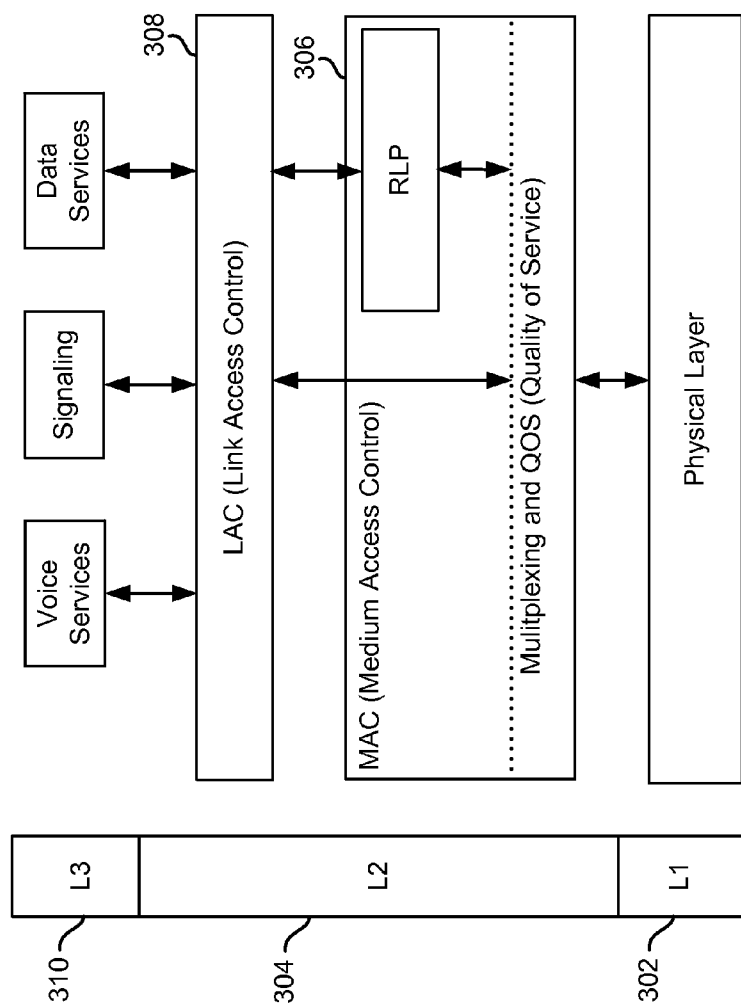 310
L3
304
L2
302
L1
Voice
Services
Signaling
Data
Services
308
LAC (Link Access Control)
306
MAC (Medium Access Control)
RLP
Mulitplexing and QOS (Quality of Service)
Physical Layer